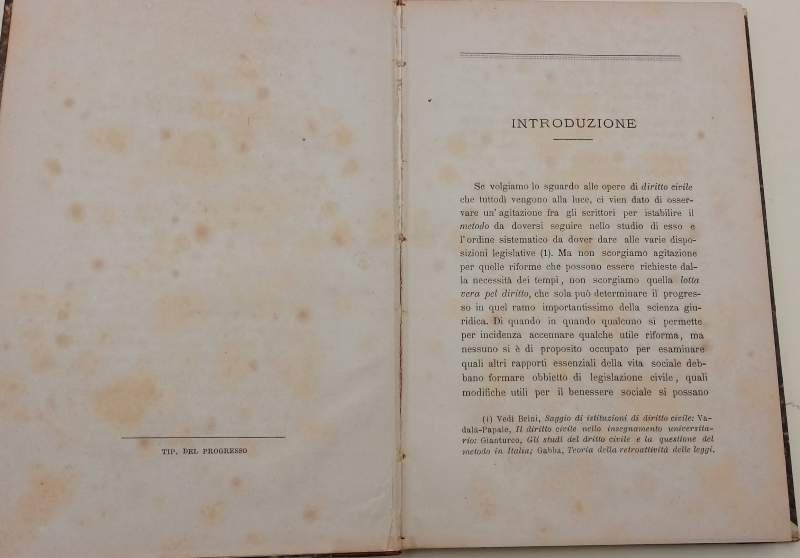 TIP. DEL PROGRESSO
INTRODUZIONE
Se volgiamo lo sguardo alle opere di diritto civile
che tuttodì vengono alla luce, ci vien dato di osser-
vare un' agitazione fra gli scrittori per istabilire il
metodo da doversi seguire nello studio di esso e
l'ordine sistematico da dover dare alle varie dispo-
sizioni legislative (1). Ma non scorgiamo agitazione
per quelle riforme che possono essere richieste dal-
la necessità dei tempi, non scorgiamo quella lotta
vera pel diritto, che sola può determinare il progres-
so in quel ramo importantissimo della scienza giu-
ridica. Di quando in quando qualcuno si permette
per incidenza accennare qualche utile riforma, ma
nessuno si è di proposito occupato per esaminare
quali altri rapporti essenziali della vita sociale deb-
bano formare obbietto di legislazione civile, quali
modifiche utili per il benessere sociale si possano
(1) Vedi Brini, Saggio di istituzioni di diritto civile: Va-
dalà-Papale, Il diritto civile nello insegnamento universita-
rio: Gianturco, Gli studi del dritto civile e la questione del
metodo in Italia; Gabba, Teoria della retroattività delle leggi.